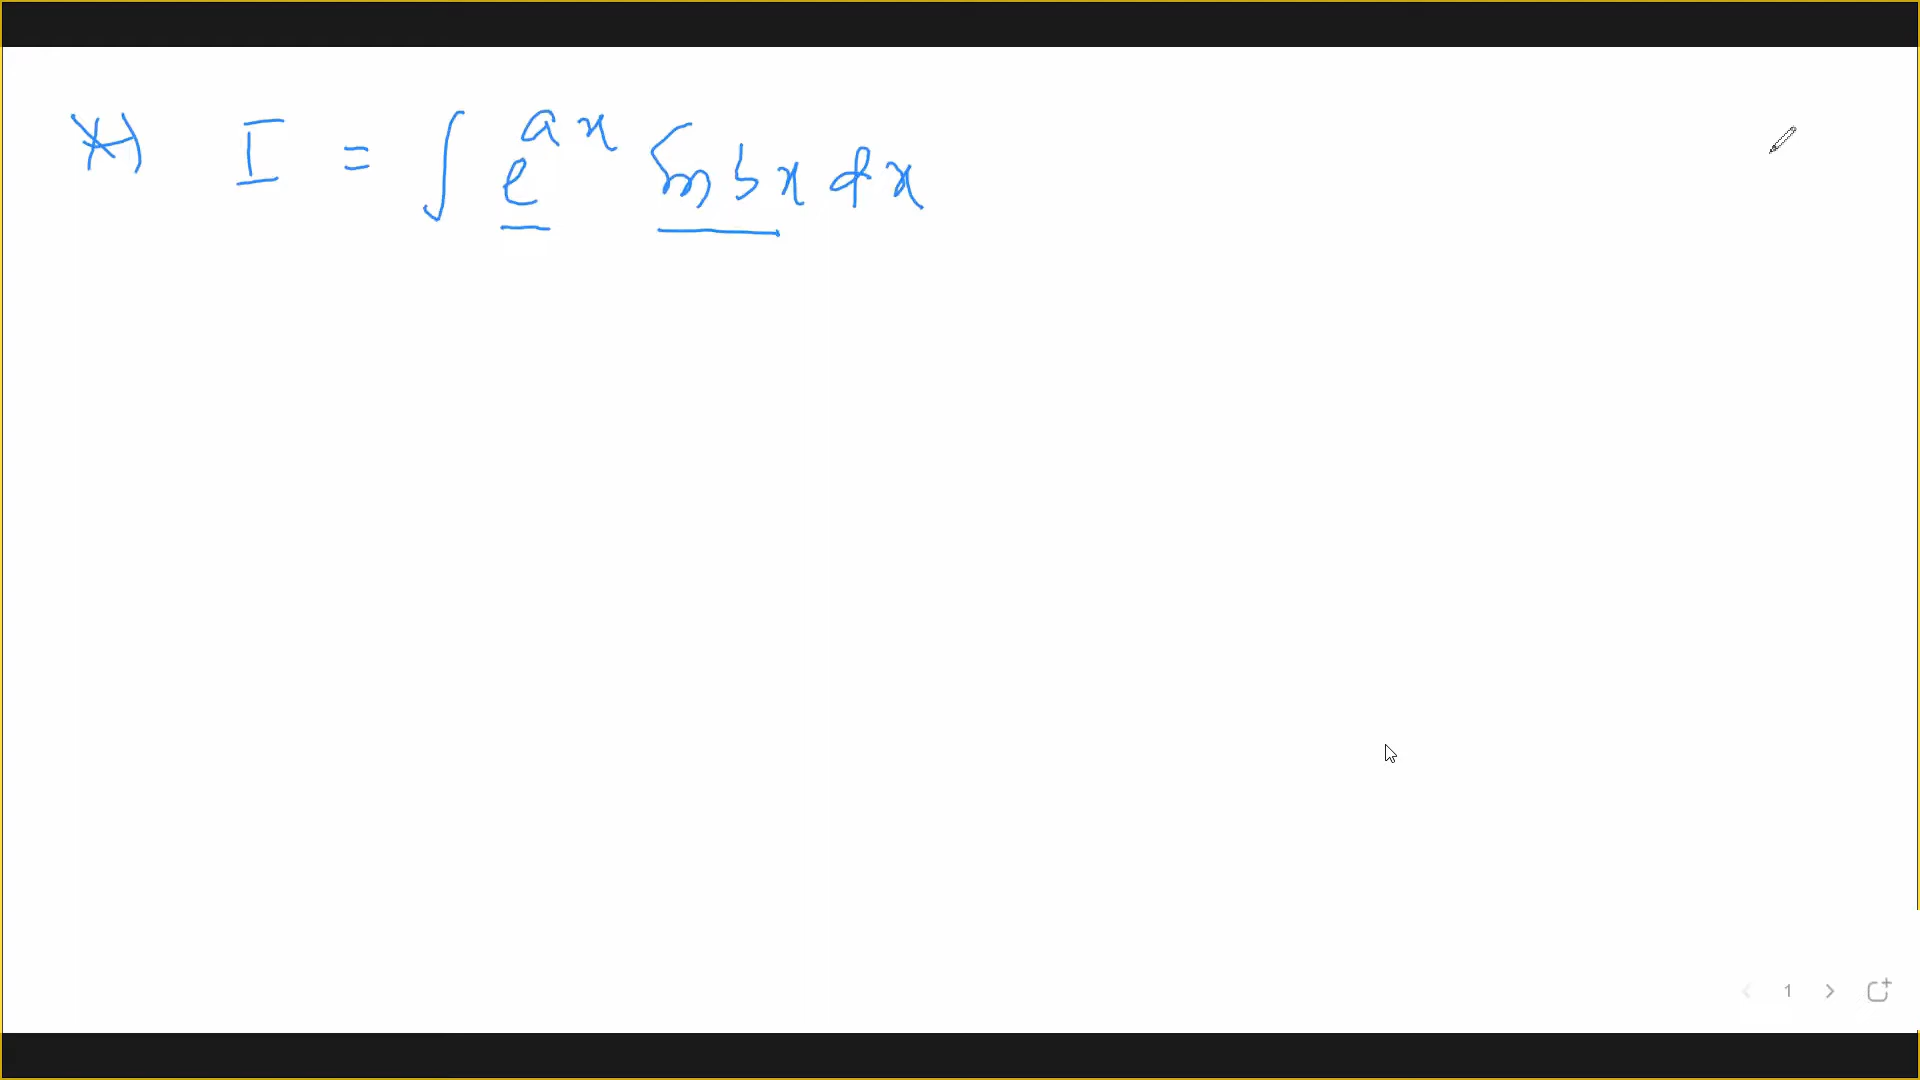 *) I = ∫ e^{ax} sin bx dx
1